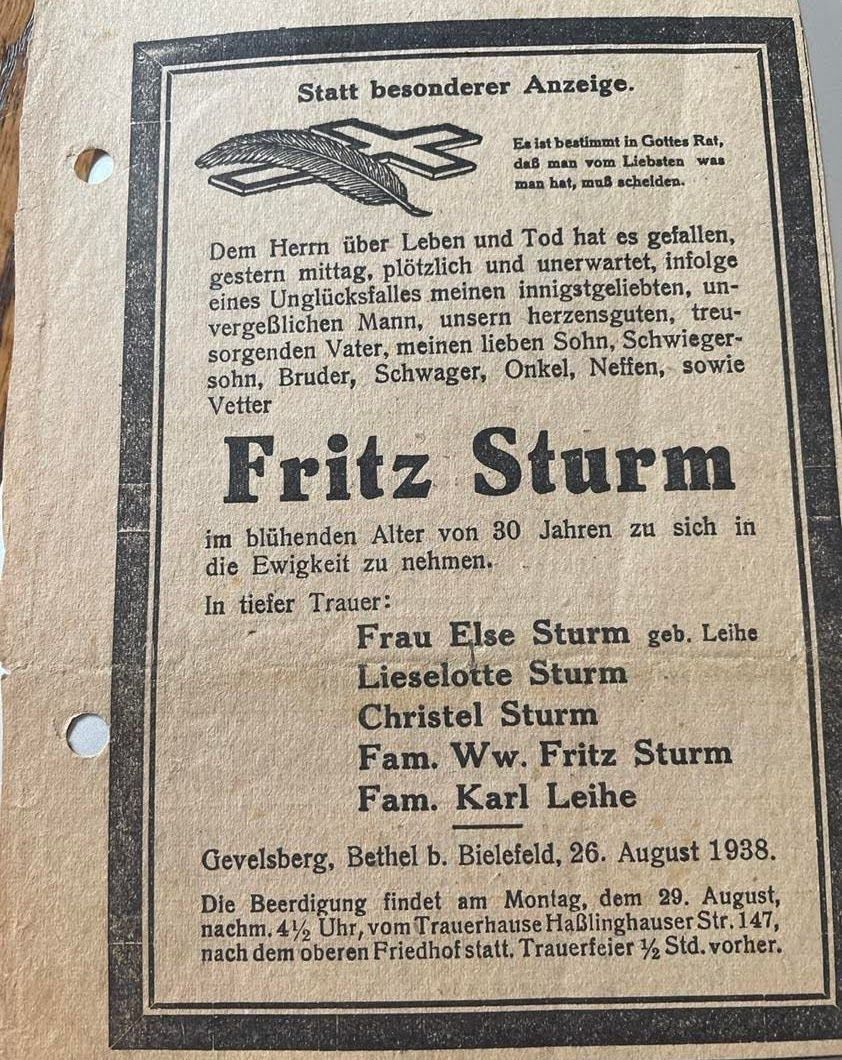 Statt besonderer Anzeige.
Es ist bestimmt in Gottes Rat,
daß man vom Liebsten was
man hat, muß scheiden.
Dem Herrn über Leben und Tod hat es gefallen,
gestern mittag, plötzlich und unerwartet, infolge
eines Unglücksfalles meinen innigstgeliebten, un-
vergeßlichen Mann, unsern herzensguten, treu-
sorgenden Vater, meinen lieben Sohn, Schwieger-
sohn, Bruder, Schwager, Onkel, Neffen, sowie
Vetter
Fritz Sturm
im blühenden Alter von 30 Jahren zu sich in
die Ewigkeit zu nehmen.
In tiefer Trauer:
Frau Else Sturm geb. Leihe
Lieselotte Sturm
Christel Sturm
Fam. Ww. Fritz Sturm
Fam. Karl Leihe
Gevelsberg, Bethel b. Bielefeld, 26. August 1938.
Die Beerdigung findet am Montag, dem 29. August,
nachm. 4½ Uhr, vom Trauerhause Haßlinghauser Str. 147,
nach dem oberen Friedhof statt. Trauerfeier ½ Std. vorher.